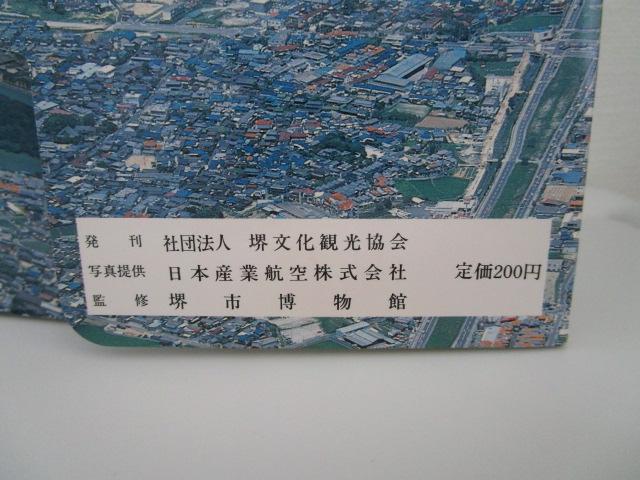 発刊 社団法人 堺文化観光協会
写真提供 日本産業航空株式会社 定価200円
監修 堺市博物館